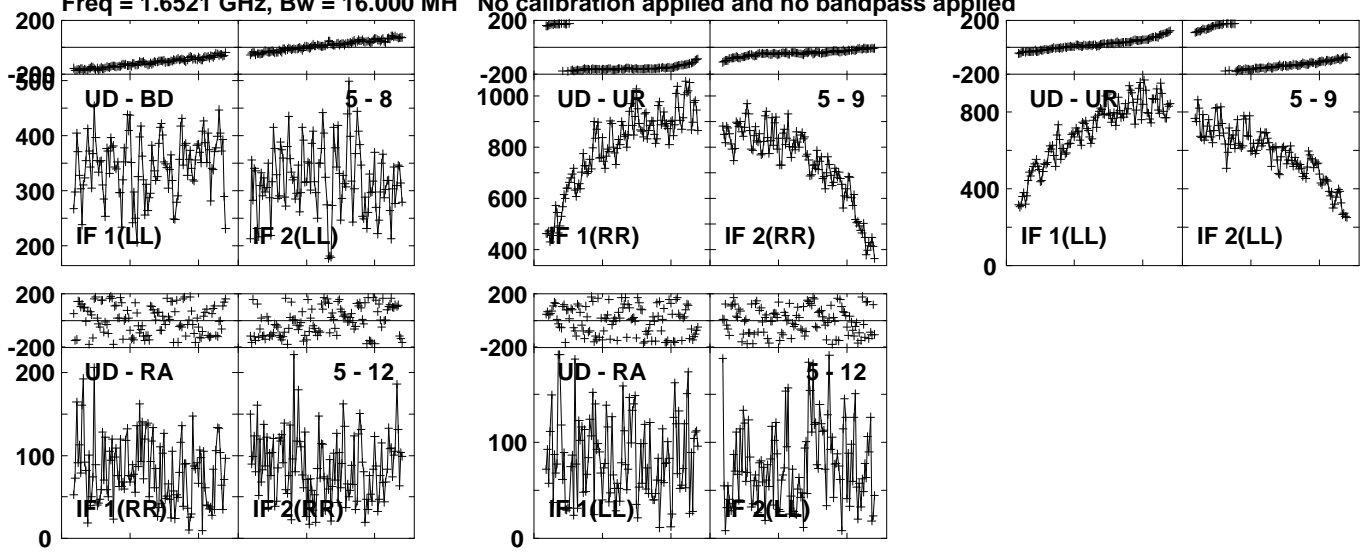 Freq = 1.6521 GHz, Bw = 16.000 MH No calibration applied and no bandpass applied
200
-200
500
400
300
200
UD - BD
5 - 8
IF 1(LL)
IF 2(LL)
200
-200
1000
800
600
400
UD - UR
5 - 9
IF 1(RR)
IF 2(RR)
200
-200
800
400
0
UD - UR
5 - 9
IF 1(LL)
IF 2(LL)
200
-200
200
100
0
UD - RA
5 - 12
IF 1(RR)
IF 2(RR)
200
-200
100
0
UD - RA
5 - 12
IF 1(LL)
IF 2(LL)